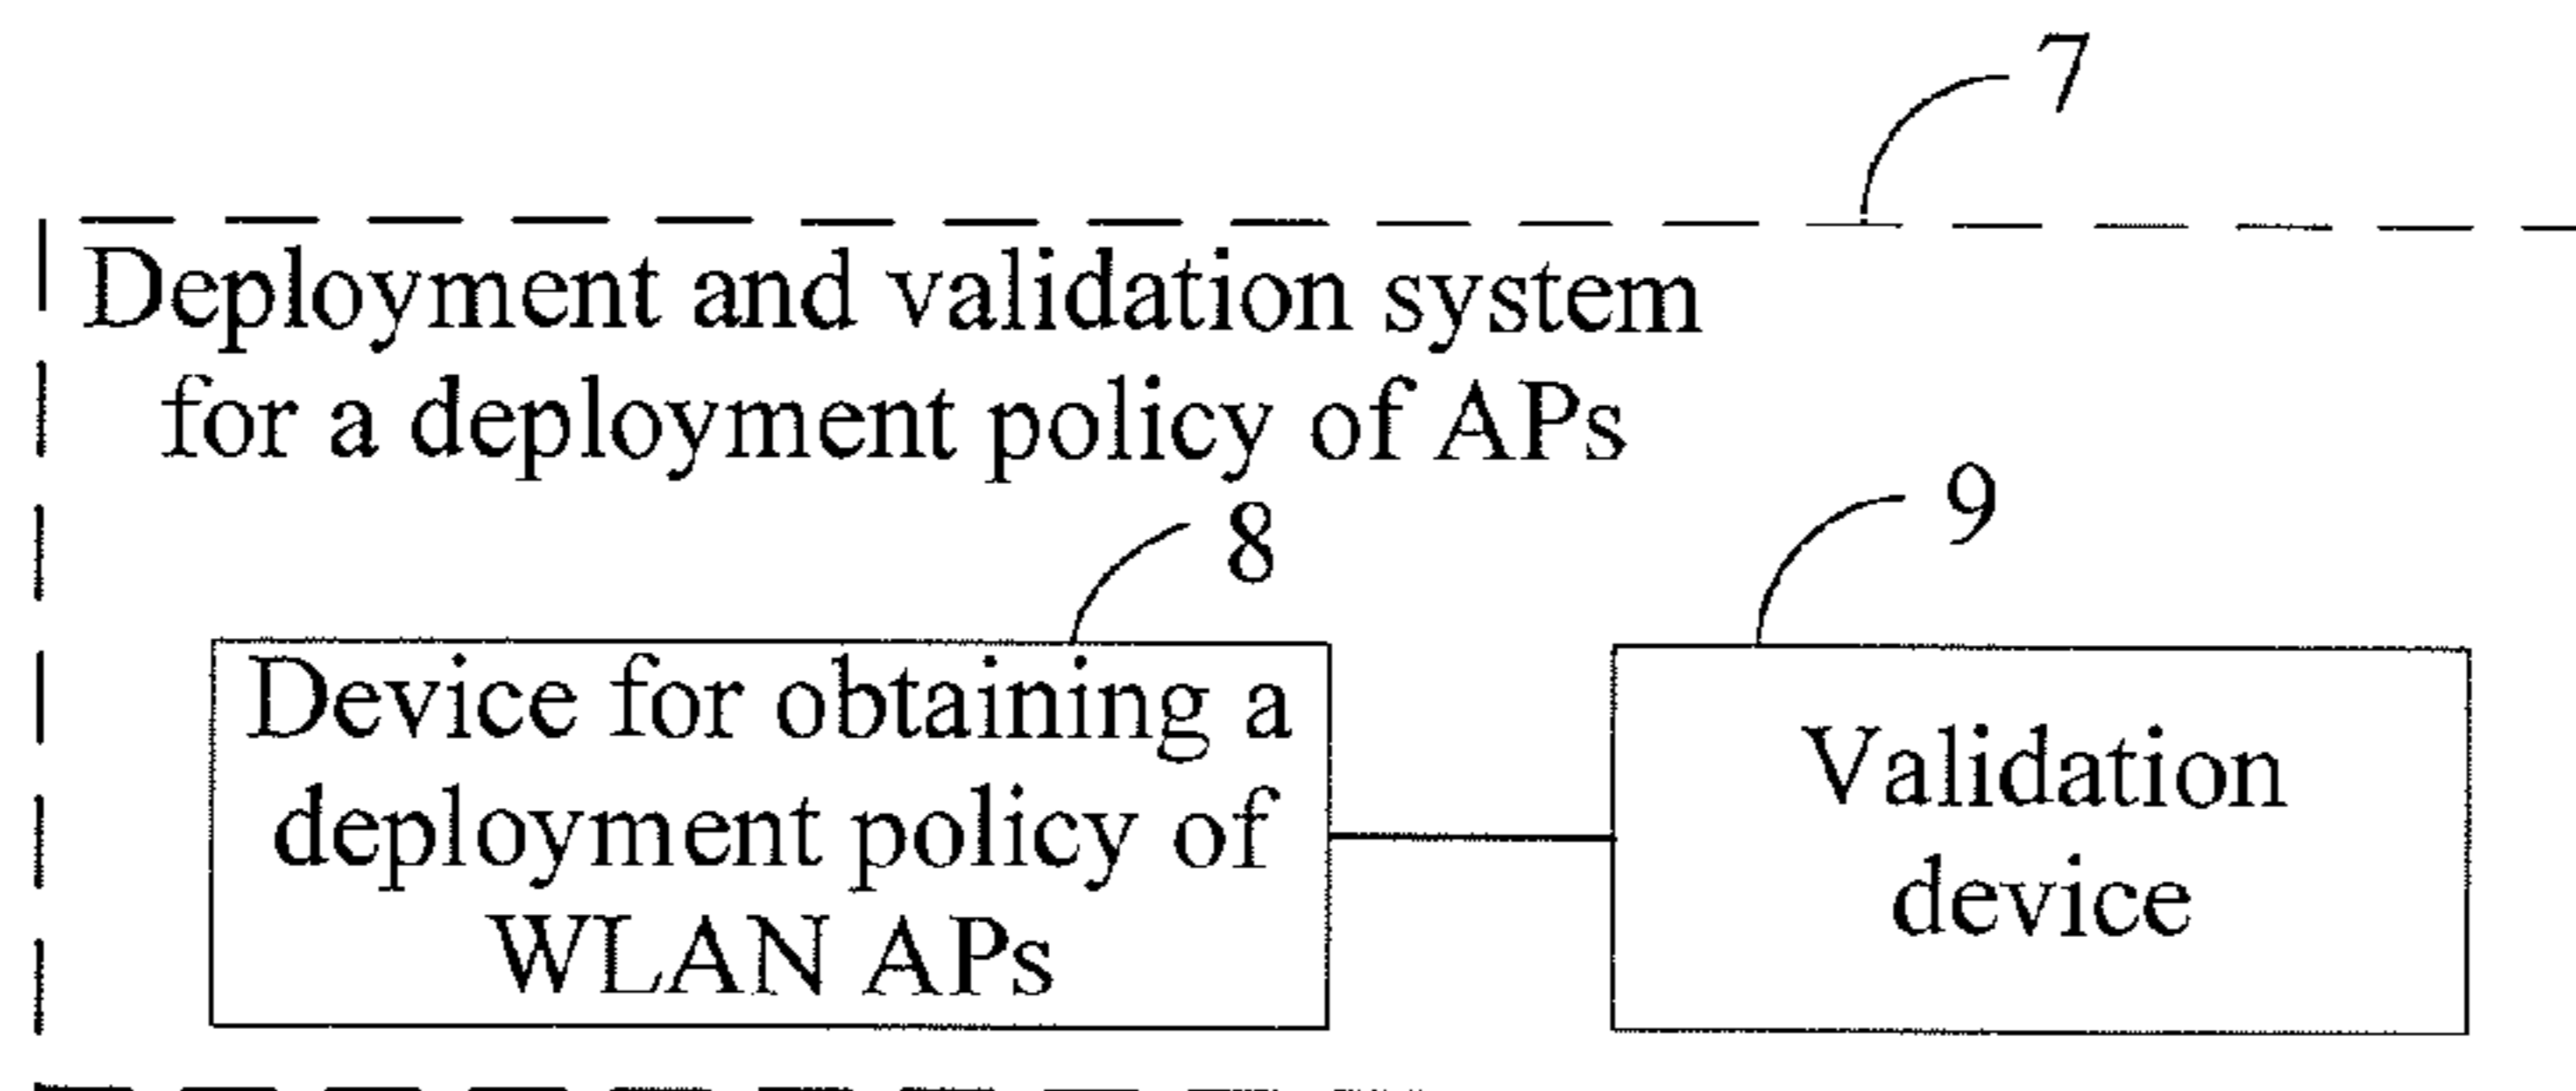 7
Deployment and validation system
for a deployment policy of APs
8
9
Device for obtaining a
deployment policy of
WLAN APs
Validation
device